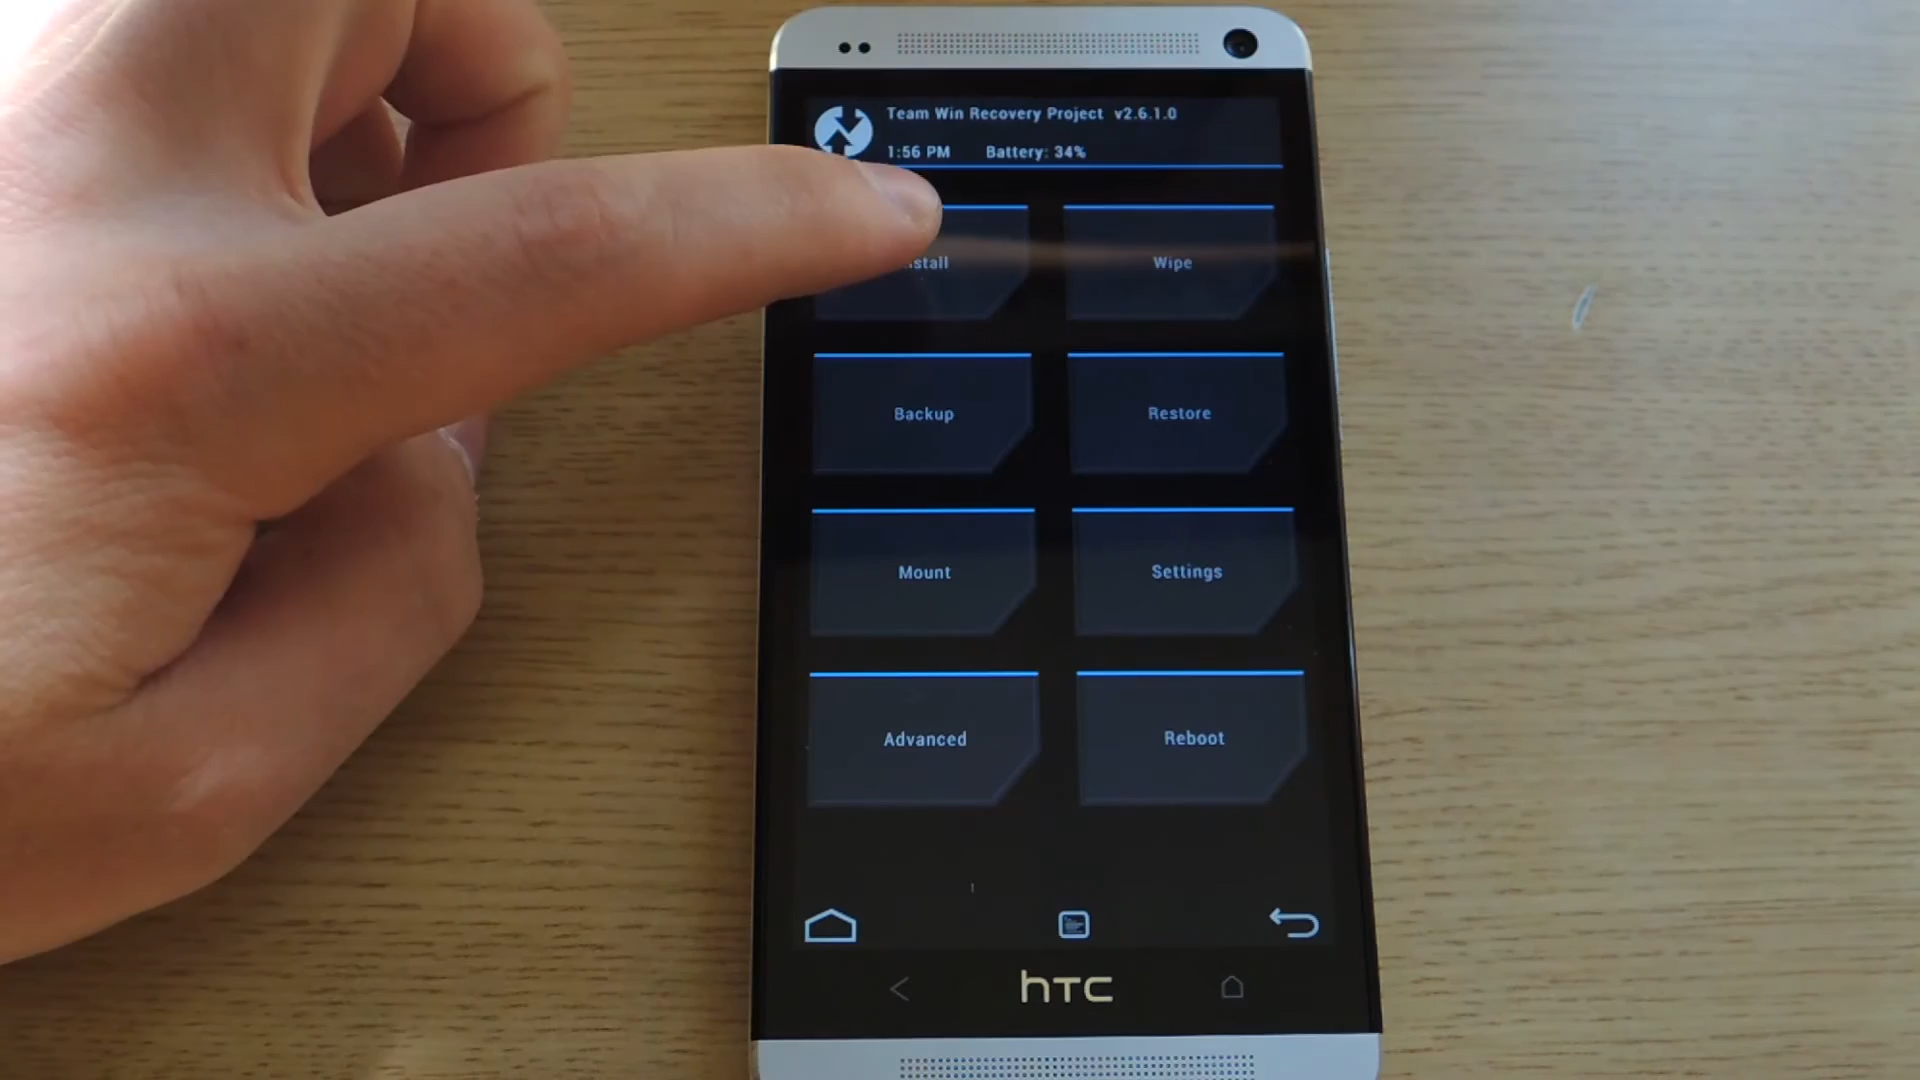 Team Win Recovery Project v2.6.1.0
1:56 PM Battery: 34%
Wipe
Backup Restore
Mount Settings
Advanced Reboot
hTC